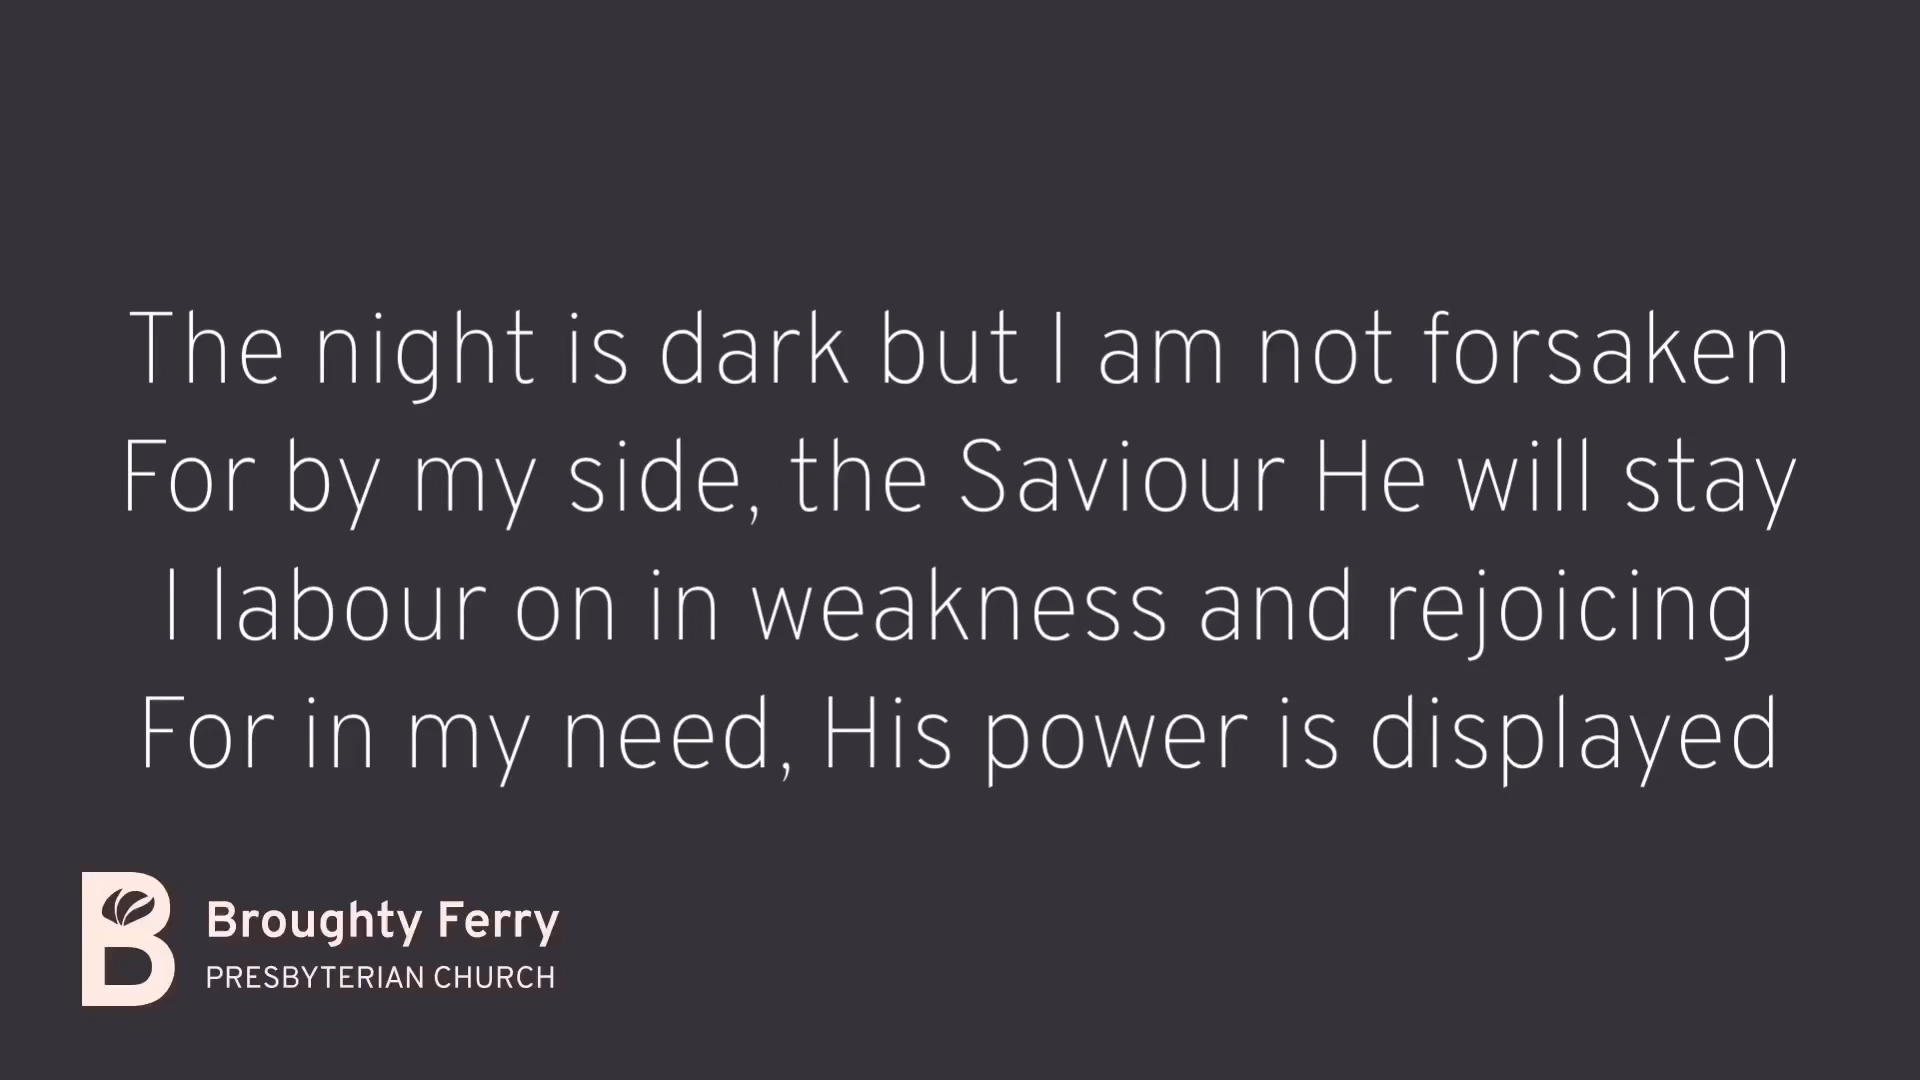 The night is dark but I am not forsaken
For by my side, the Saviour He will stay
I labour on in weakness and rejoicing
For in my need, His power is displayed
B
Broughty Ferry
PRESBYTERIAN CHURCH